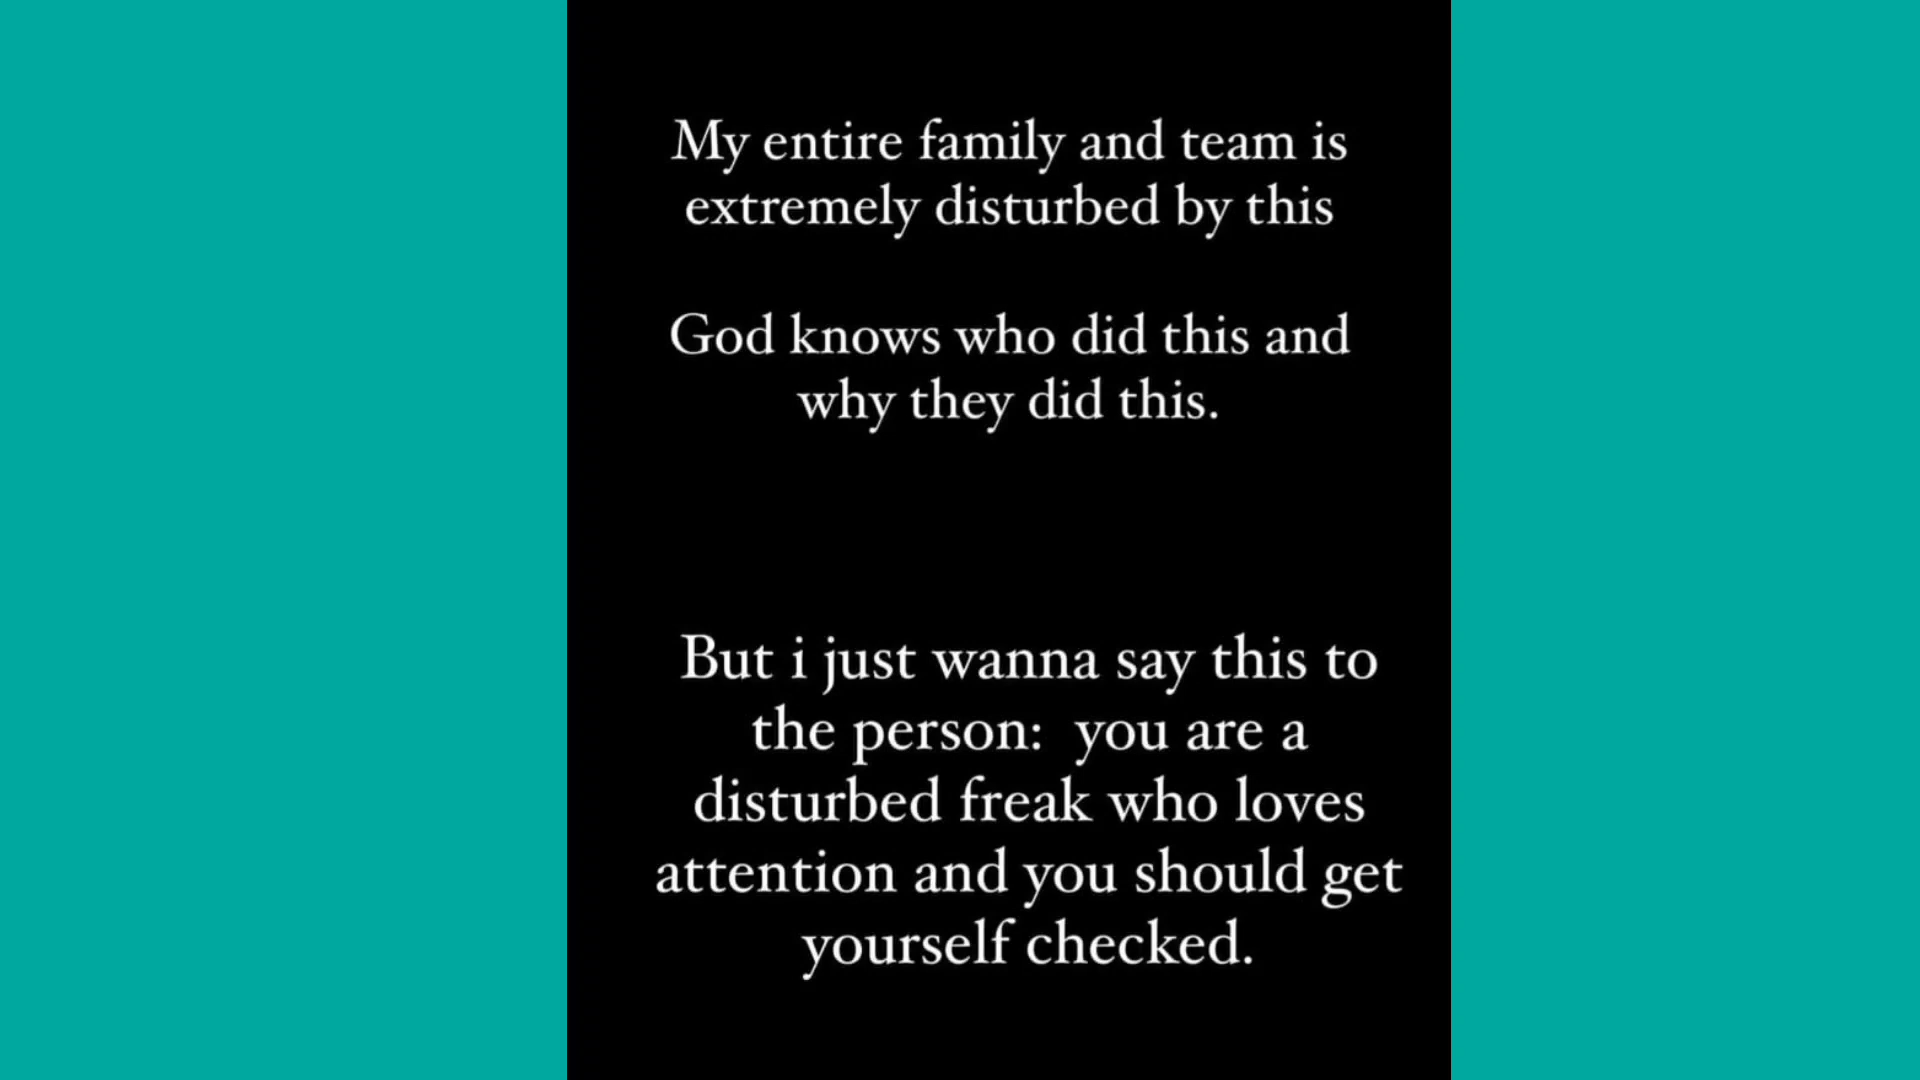 My entire family and team is
extremely disturbed by this
God knows who did this and
why they did this.
But i just wanna say this to
the person:  you are a
disturbed freak who loves
attention and you should get
yourself checked.